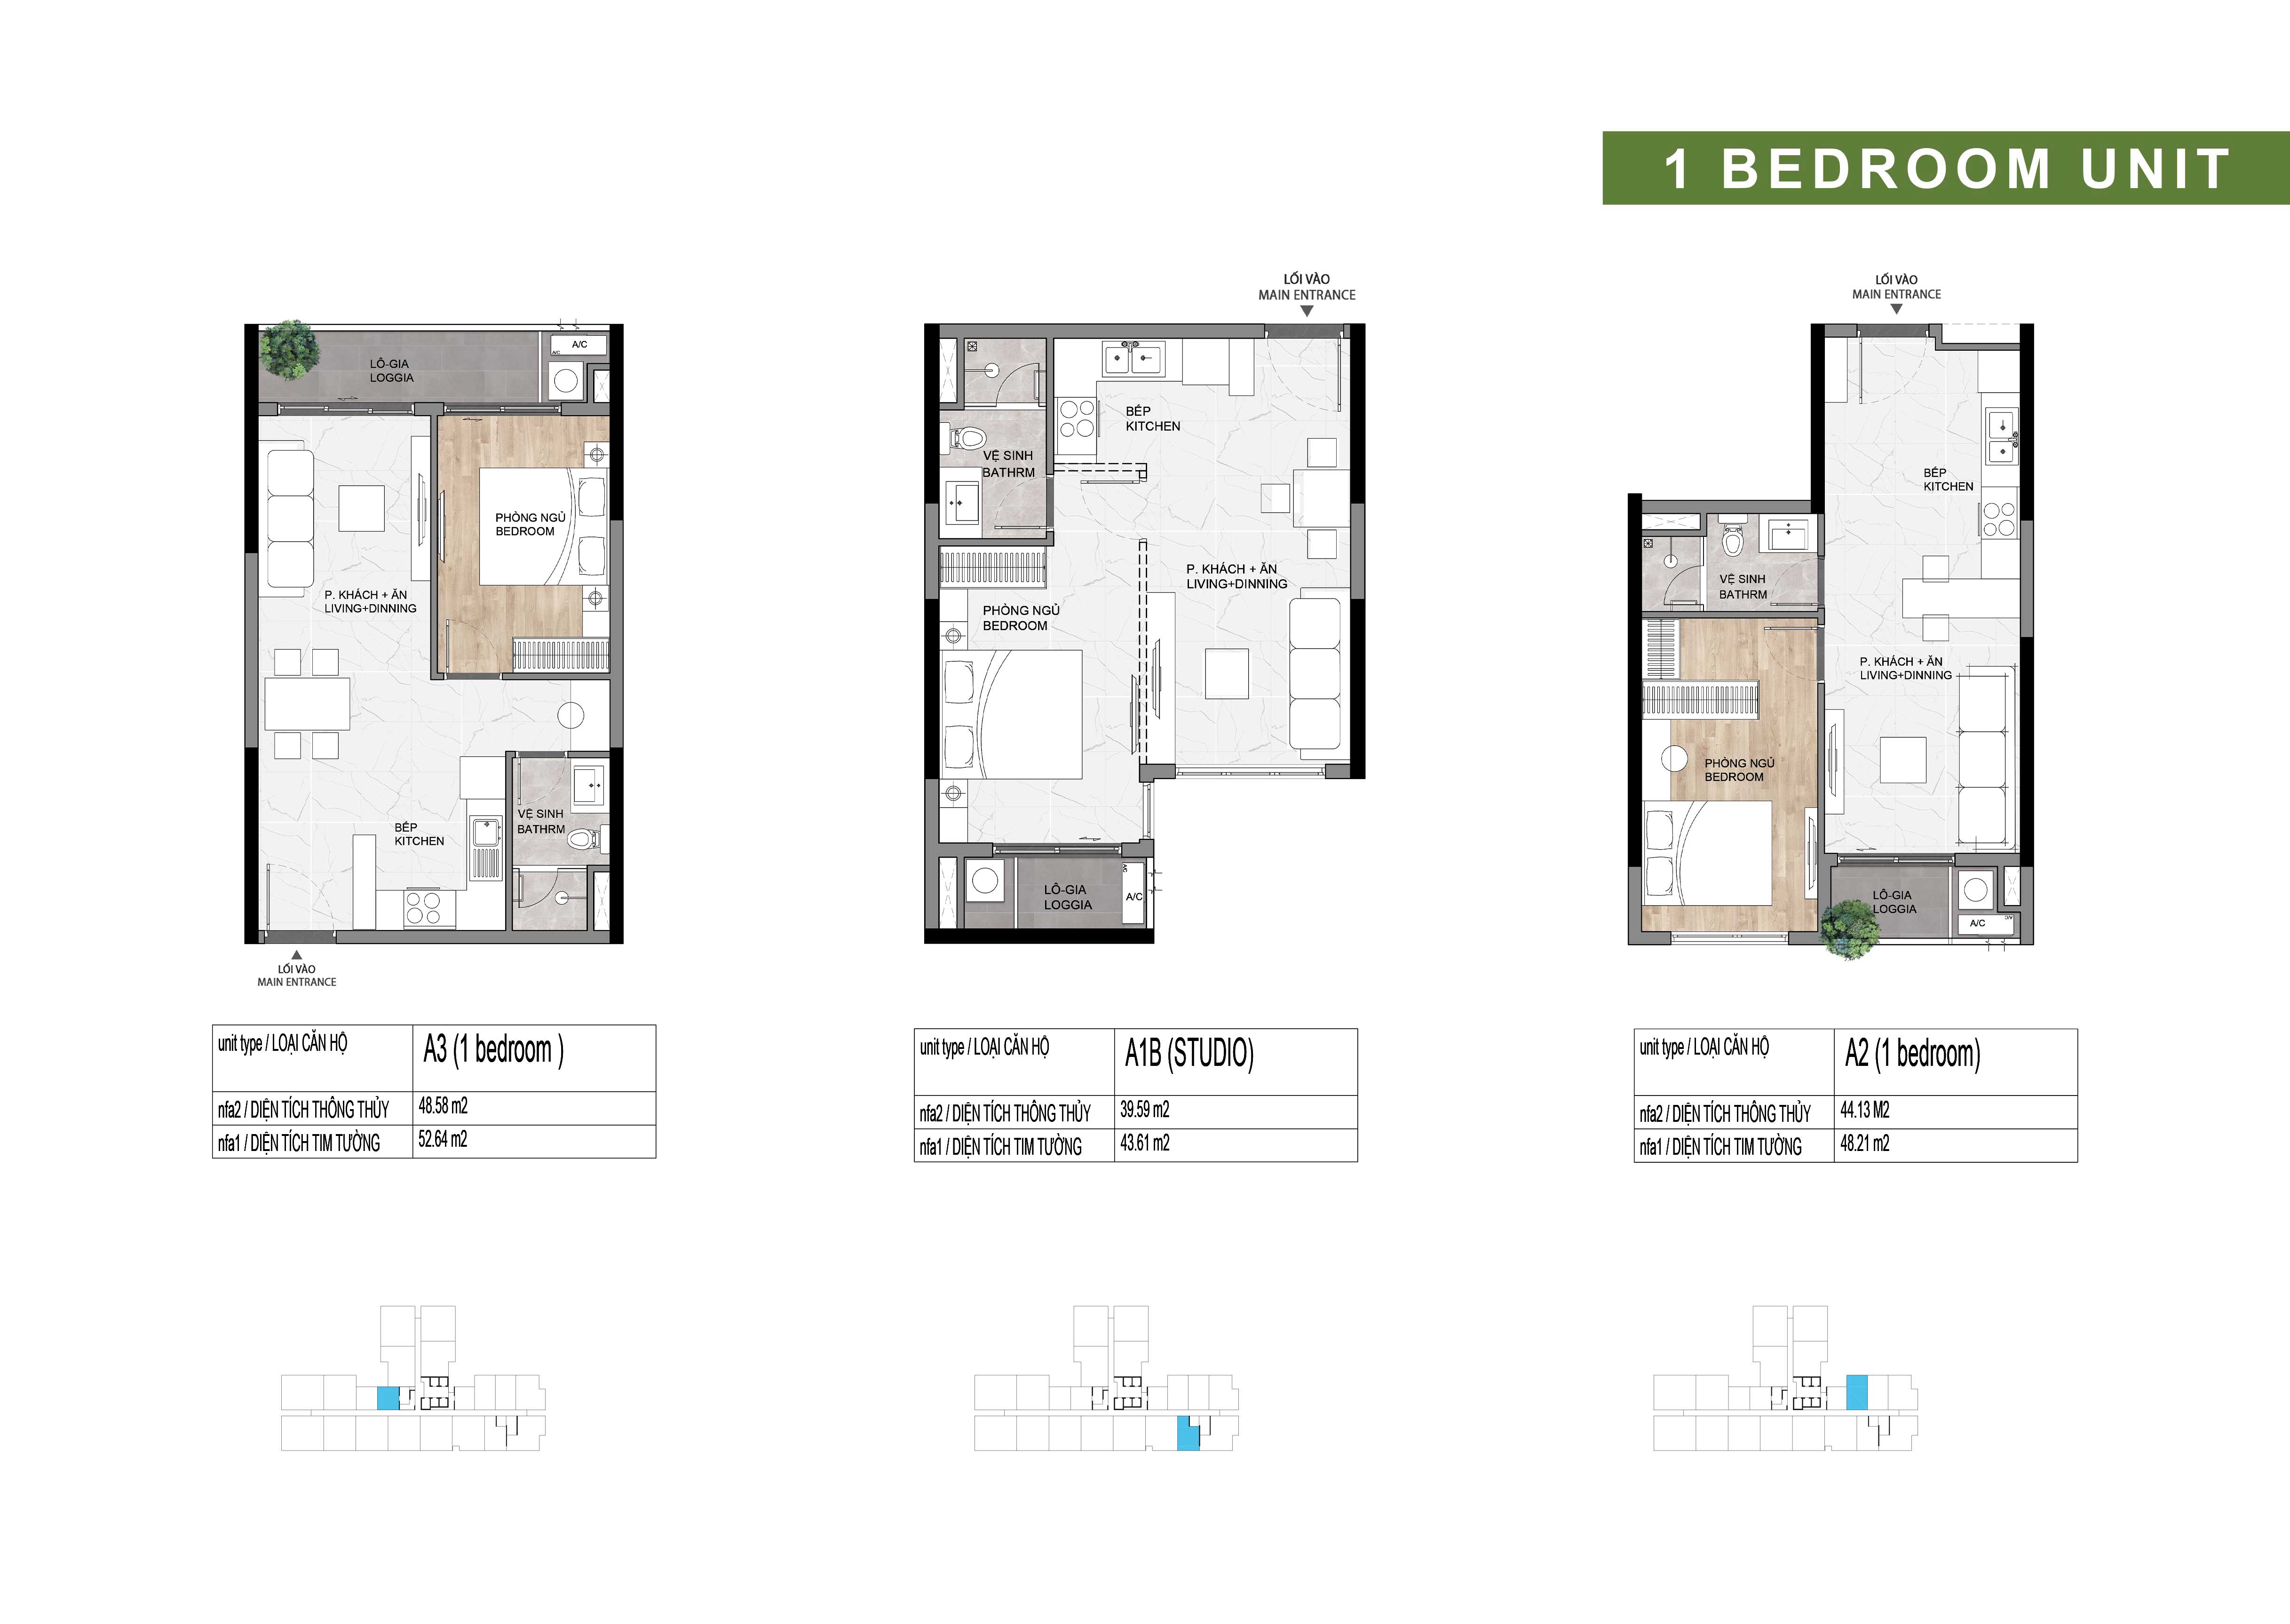 1 BEDROOM UNIT
LỐI VÀO
MAIN ENTRANCE
LỐI VÀO
MAIN ENTRANCE
A/C
A/C
LÔ-GIA
LOGGIA
PHÒNG NGỦ
BEDROOM
P. KHÁCH + ĂN
LIVING+DINNING
VỆ SINH
BATHRM
BẾP
KITCHEN
LỐI VÀO
MAIN ENTRANCE
BẾP
KITCHEN
VỆ SINH
BATHRM
P. KHÁCH + ĂN
LIVING+DINNING
PHÒNG NGỦ
BEDROOM
A/C
LÔ-GIA
LOGGIA
A/C
BẾP
KITCHEN
VỆ SINH
BATHRM
P. KHÁCH + ĂN
LIVING+DINNING
PHÒNG NGỦ
BEDROOM
LÔ-GIA
LOGGIA
A/C
A/C
unit type / LOẠI CĂN HỘ A3 (1 bedroom )
nfa2 / DIỆN TÍCH THÔNG THỦY 48.58 m2
nfa1 / DIỆN TÍCH TIM TƯỜNG 52.64 m2
unit type / LOẠI CĂN HỘ A1B (STUDIO)
nfa2 / DIỆN TÍCH THÔNG THỦY 39.59 m2
nfa1 / DIỆN TÍCH TIM TƯỜNG 43.61 m2
unit type / LOẠI CĂN HỘ A2 (1 bedroom)
nfa2 / DIỆN TÍCH THÔNG THỦY 44.13 M2
nfa1 / DIỆN TÍCH TIM TƯỜNG 48.21 m2